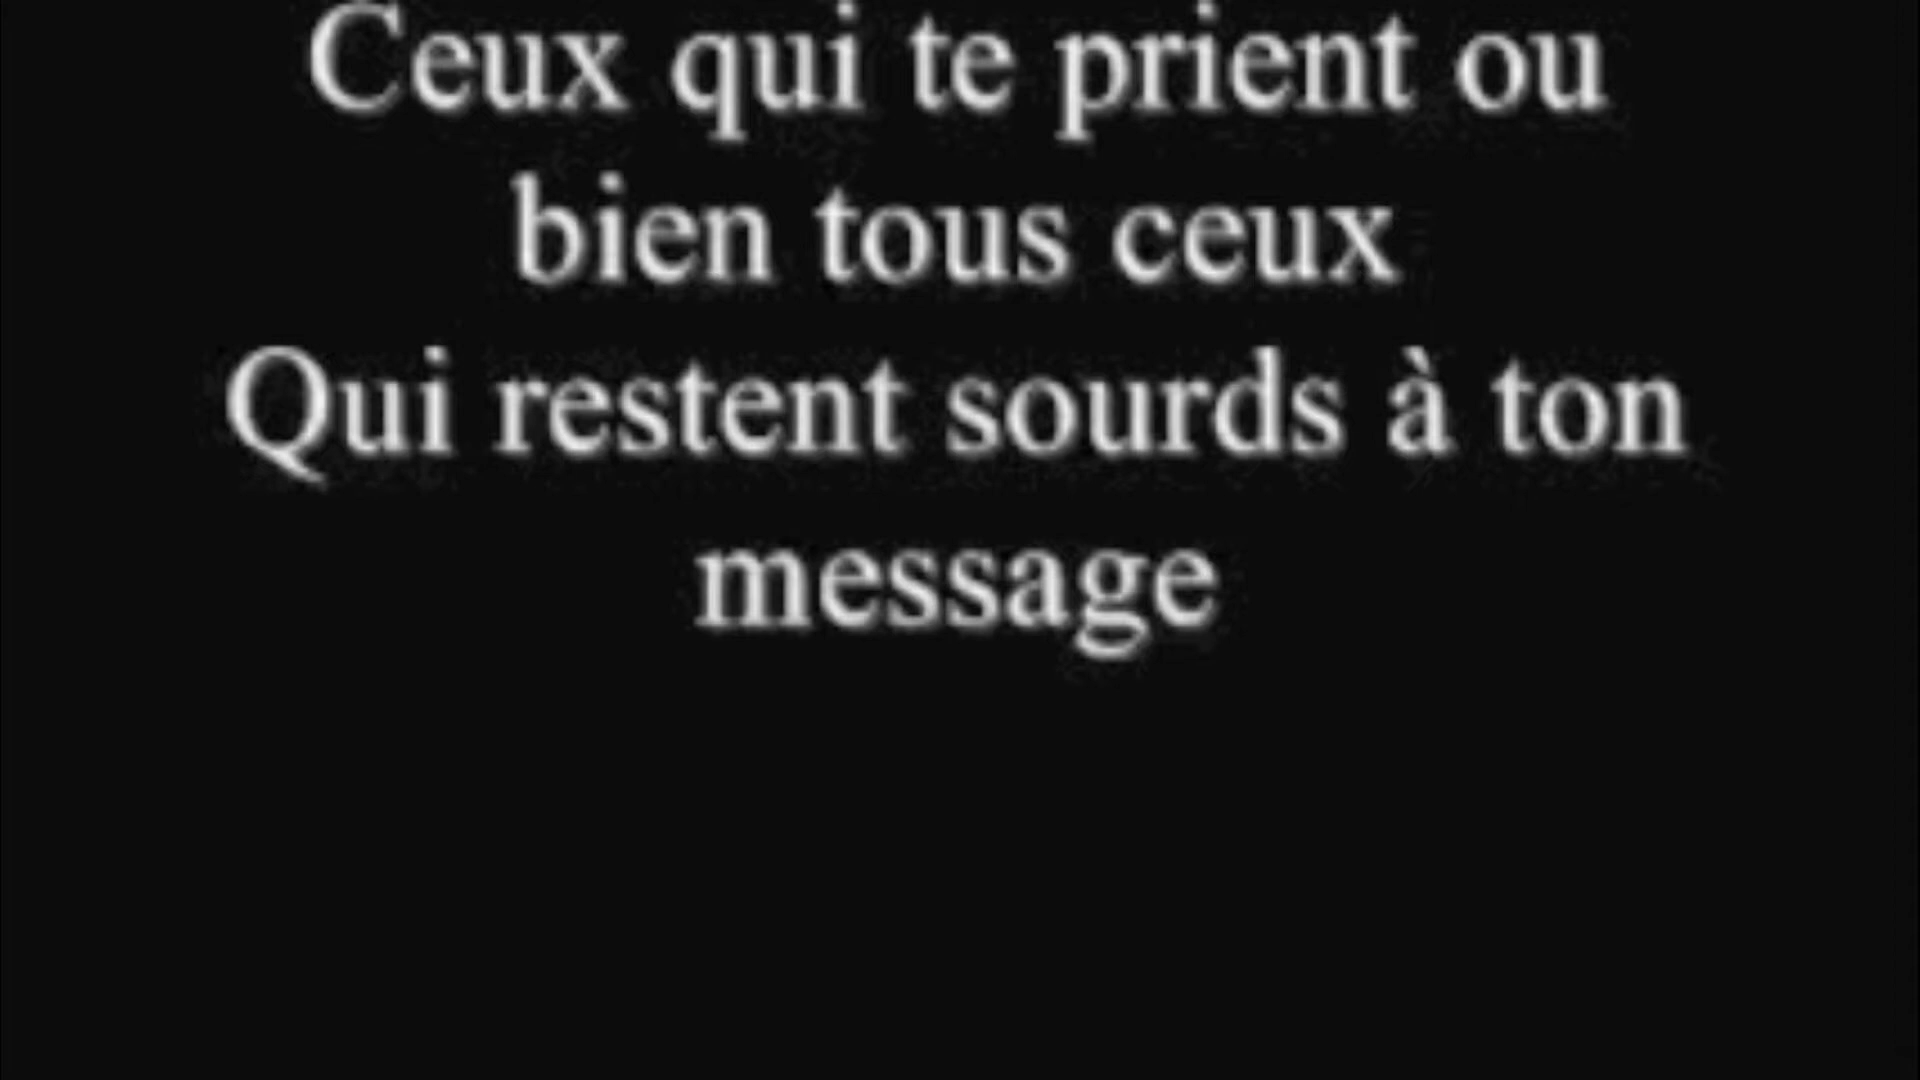 Ceux qui te prient ou
bien tous ceux
Qui restent sourds à ton
message